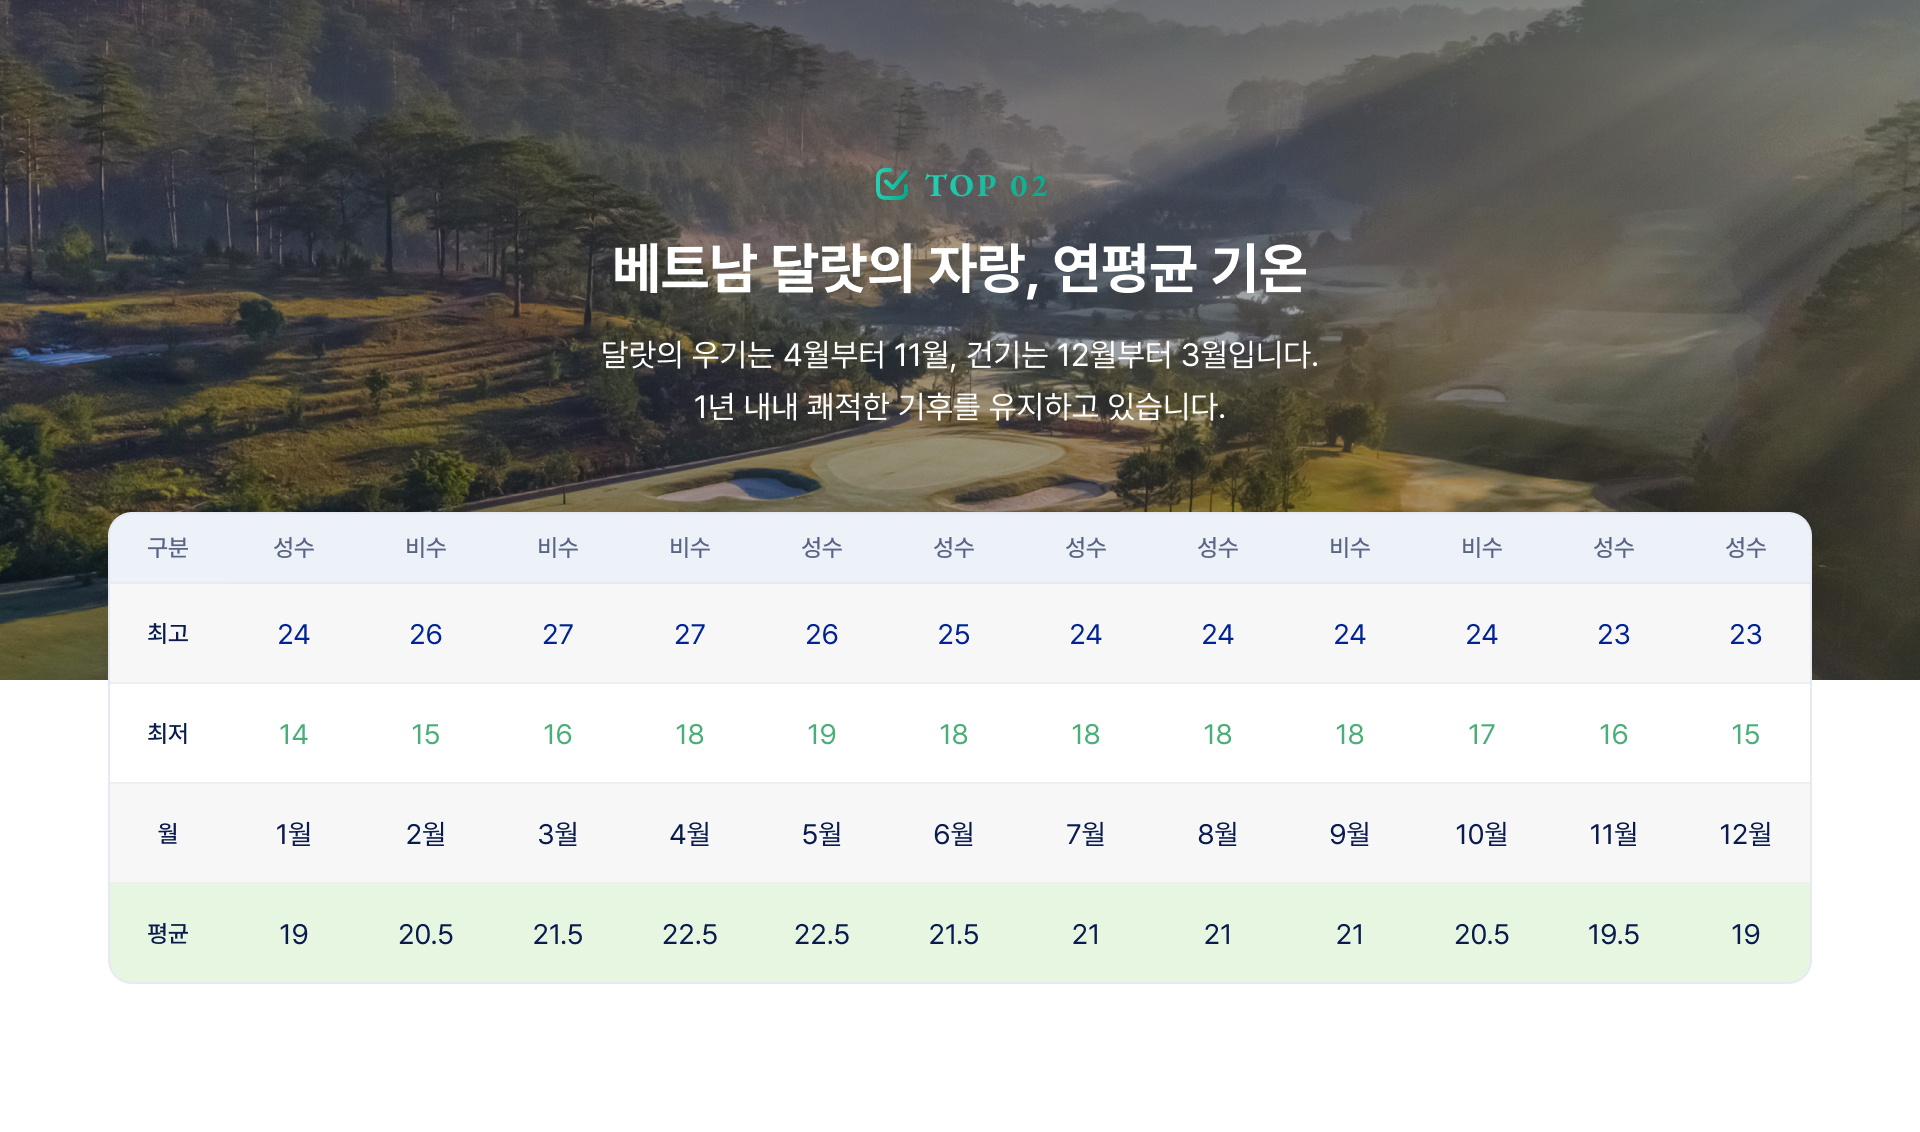 TOP 02
베트남 달랏의 자랑, 연평균 기온
달랏의 우기는 4월부터 11월, 건기는 12월부터 3월입니다.
1년 내내 쾌적한 기후를 유지하고 있습니다.
구분 성수 비수 비수 비수 성수 성수 성수 성수 비수 비수 성수 성수
최고 24 26 27 27 26 25 24 24 24 24 23 23
최저 14 15 16 18 19 18 18 18 18 17 16 15
월 1월 2월 3월 4월 5월 6월 7월 8월 9월 10월 11월 12월
평균 19 20.5 21.5 22.5 22.5 21.5 21 21 21 20.5 19.5 19